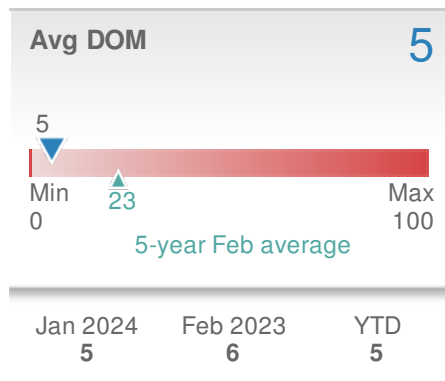 Avg DOM 5
5
Min Max
23
0 100
5-year Feb average
Jan 2024 Feb 2023 YTD
5 6 5